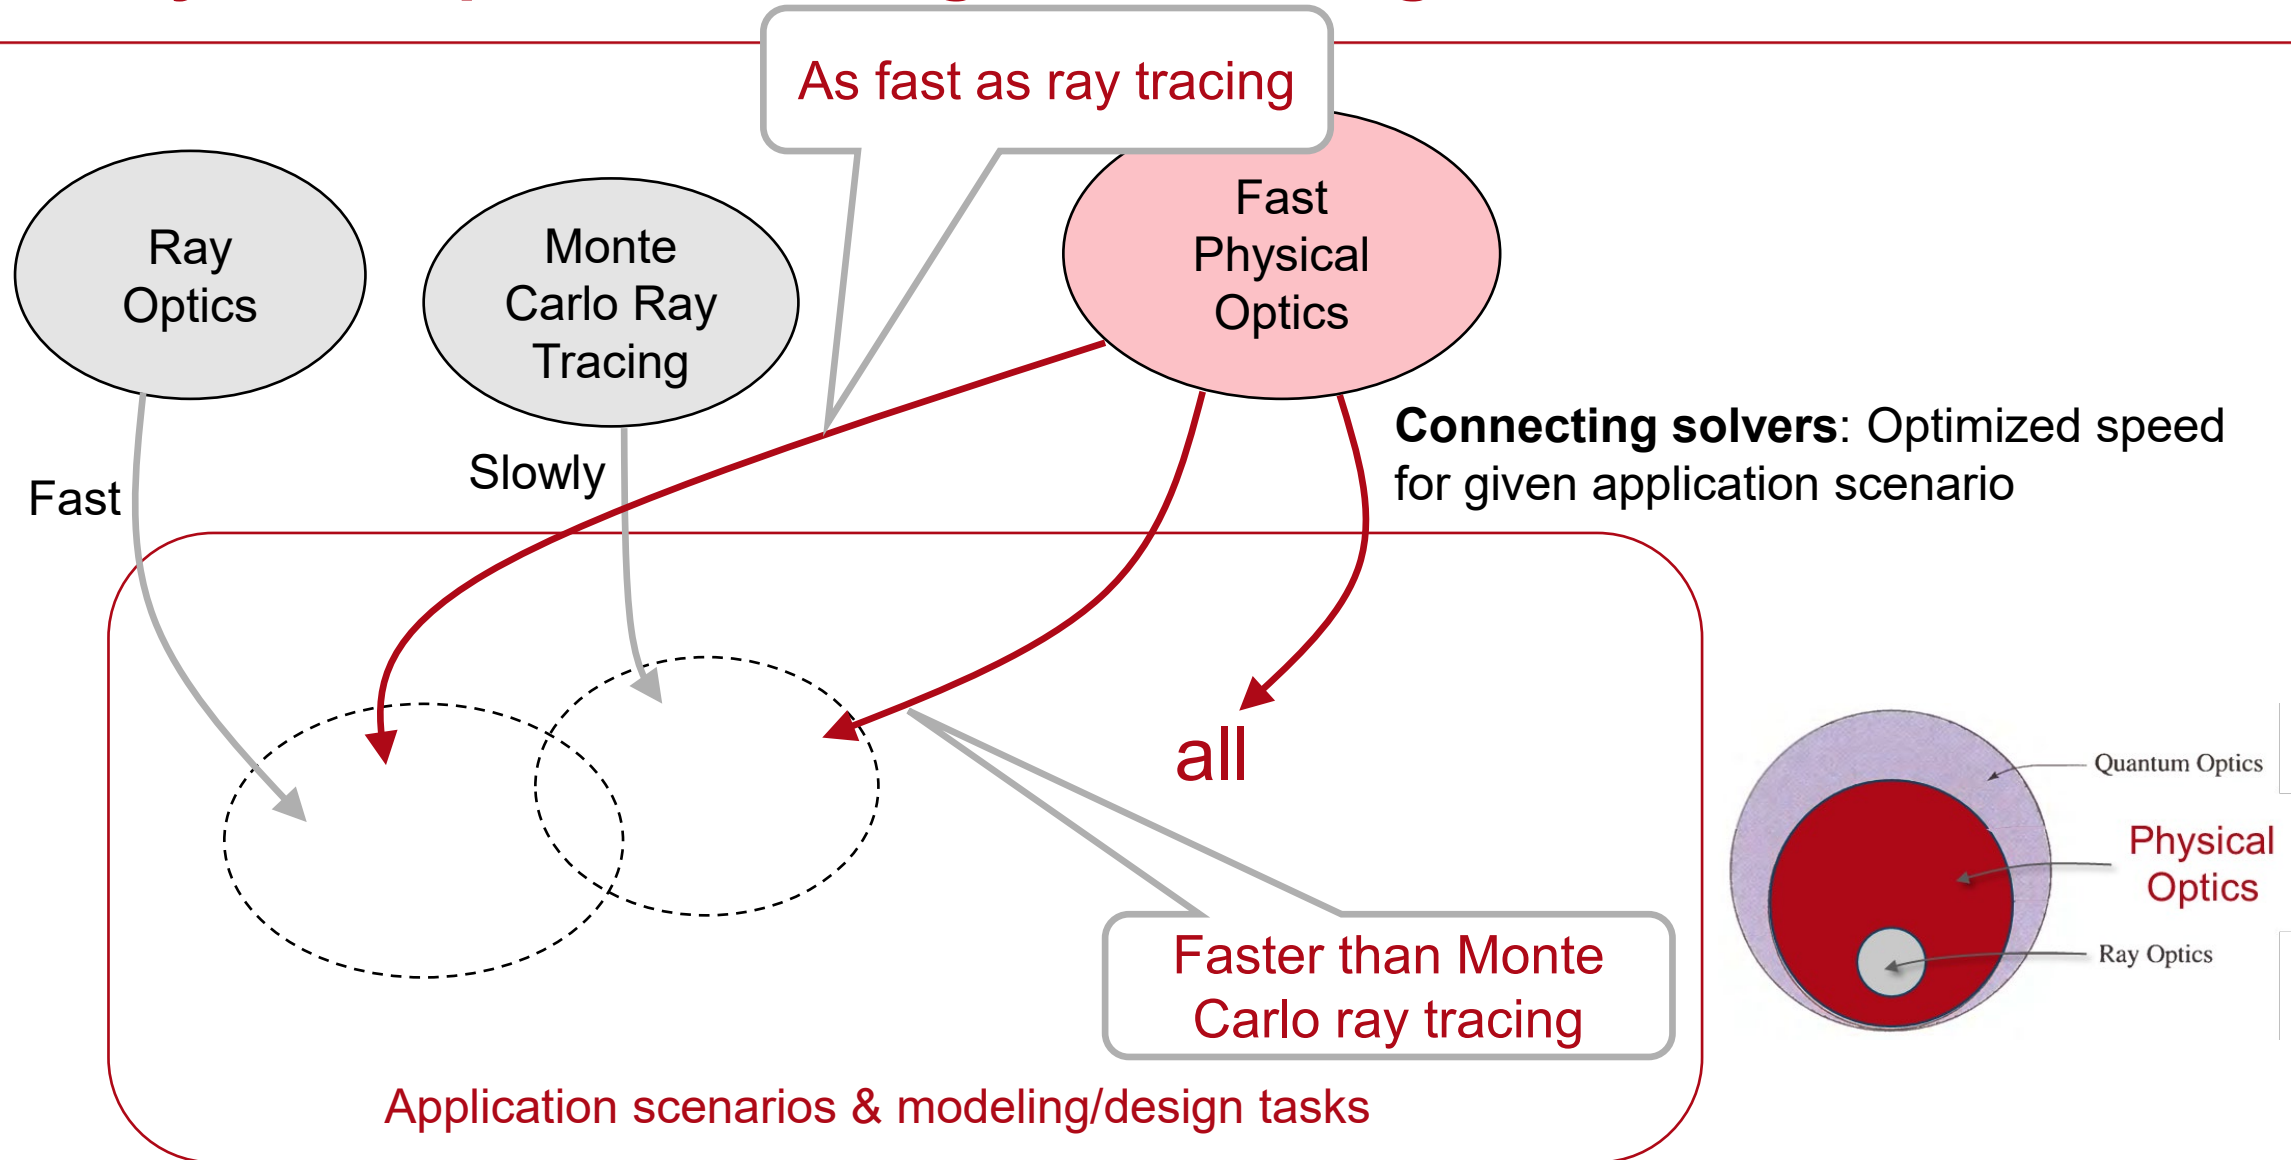 As fast as ray tracing
Ray
Optics
Monte
Carlo Ray
Tracing
Fast
Physical
Optics
Fast
Slowly
Connecting solvers: Optimized speed
for given application scenario
all
Quantum Optics
Physical
Optics
Ray Optics
Faster than Monte
Carlo ray tracing
Application scenarios & modeling/design tasks